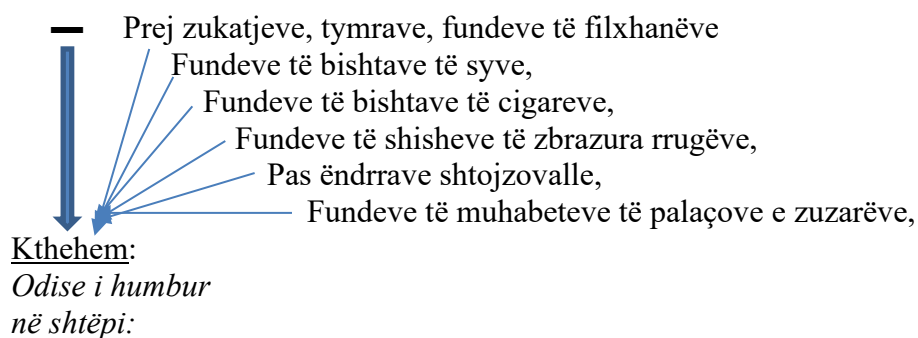 Prej zukatjeve, tymrave, fundeve të filxhanëve
Fundeve të bishtave të syve,
Fundeve të bishtave të cigareve,
Fundeve të shisheve të zbrazura rrugëve,
Pas ëndrrave shtojzovalle,
Fundeve të muhabeteve të palaçove e zuzarëve,
Kthehem:
Odise i humbur
në shtëpi: